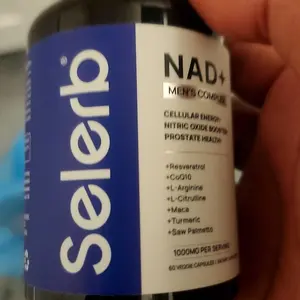 Selerb®
NAD+
MEN'S COMPLE
CELLULAR ENERGY
NITRIC OXIDE BOOSTER
PROSTATE HEALTH
+Resveratrol
+CoQ10
+L-Arginine
+L-Citrulline
+Maca
+Turmeric
+Saw Palmetto
1000MG PER SERVING
60 VEGGIE CAPSULES